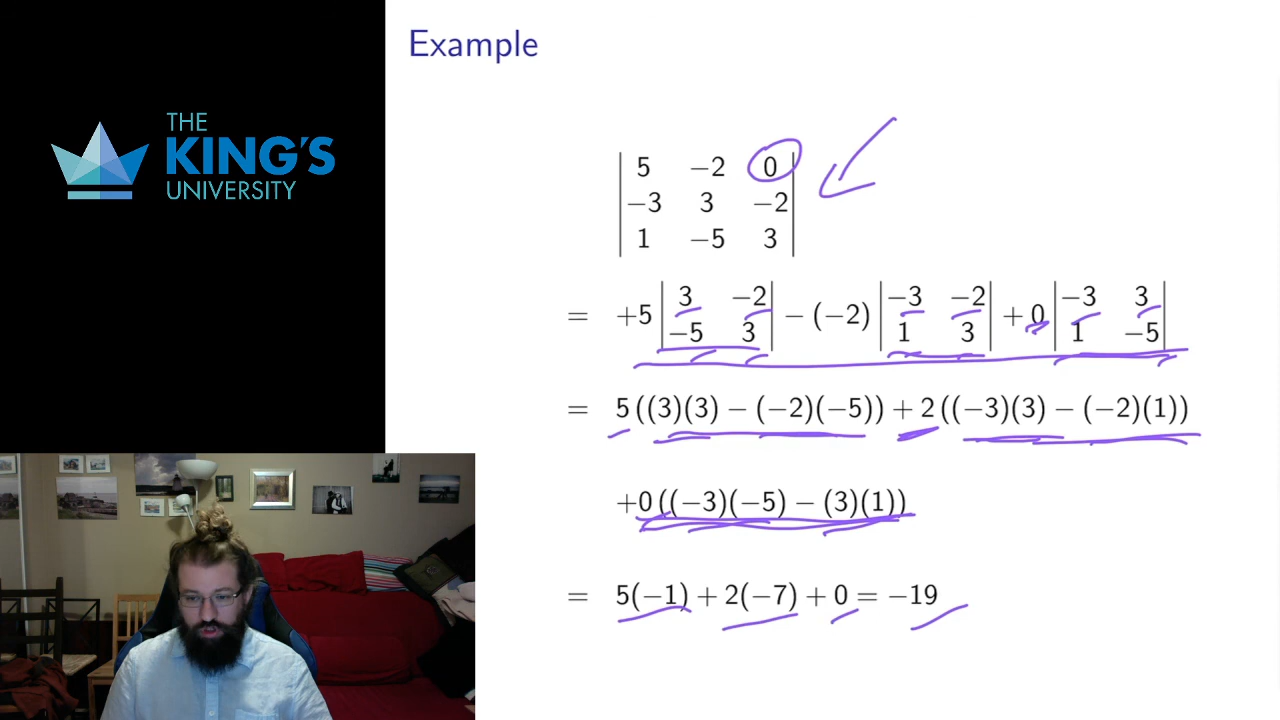 THE
KING'S
UNIVERSITY
Example
| 5 −2 0 |
| −3 3 −2 |
| 1 −5 3 |
= +5 | 3 −2 | − (−2) | −3 −2 | + 0 | −3 3 |
| −5 3 | | 1 3 | | 1 −5 |
= 5 ((3)(3) − (−2)(−5)) + 2 ((−3)(3) − (−2)(1))
+0 ((−3)(−5) − (3)(1))
= 5(−1) + 2(−7) + 0 = −19